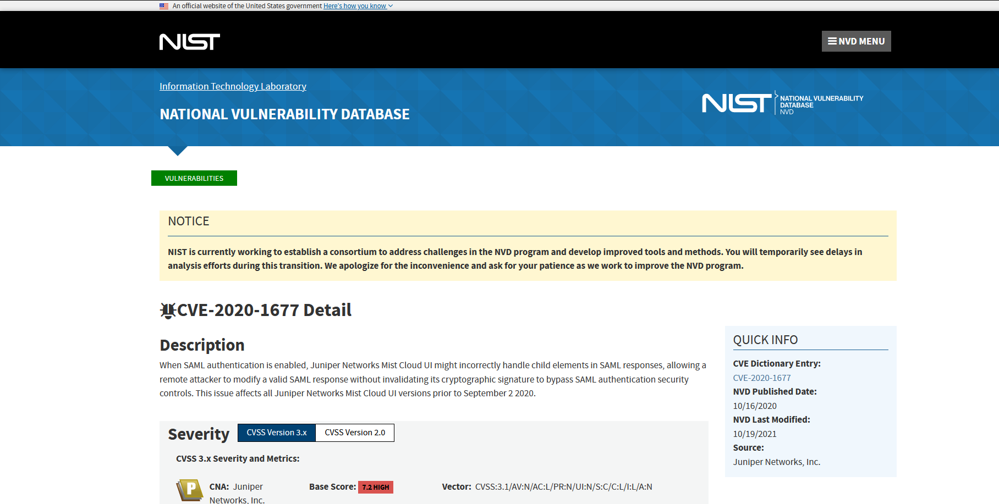 An official website of the United States government Here's how you know
NIST
NVD MENU
Information Technology Laboratory
NATIONAL VULNERABILITY DATABASE
NIST
NATIONAL VULNERABILITY
DATABASE
NVD
VULNERABILITIES
NOTICE
NIST is currently working to establish a consortium to address challenges in the NVD program and develop improved tools and methods. You will temporarily see delays in
analysis efforts during this transition. We apologize for the inconvenience and ask for your patience as we work to improve the NVD program.
CVE-2020-1677 Detail
Description
When SAML authentication is enabled, Juniper Networks Mist Cloud UI might incorrectly handle child elements in SAML responses, allowing a
remote attacker to modify a valid SAML response without invalidating its cryptographic signature to bypass SAML authentication security
controls. This issue affects all Juniper Networks Mist Cloud UI versions prior to September 2 2020.
Severity
CVSS Version 3.x
CVSS Version 2.0
CVSS 3.x Severity and Metrics:
P
CNA: Juniper
Networks, Inc.
Base Score: 7.2 HIGH
Vector: CVSS:3.1/AV:N/AC:L/PR:N/UI:N/S:C/C:L/I:L/A:N
QUICK INFO
CVE Dictionary Entry:
CVE-2020-1677
NVD Published Date:
10/16/2020
NVD Last Modified:
10/19/2021
Source:
Juniper Networks, Inc.